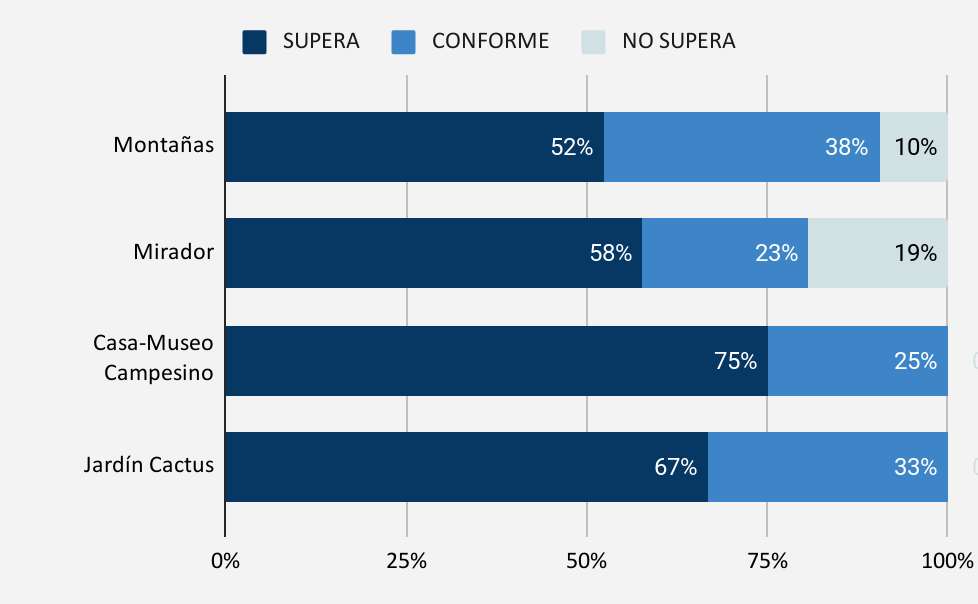 SUPERA CONFORME NO SUPERA
Montañas 52% 38% 10%
Mirador 58% 23% 19%
Casa-Museo
Campesino 75% 25%
Jardín Cactus 67% 33%
0% 25% 50% 75% 100%